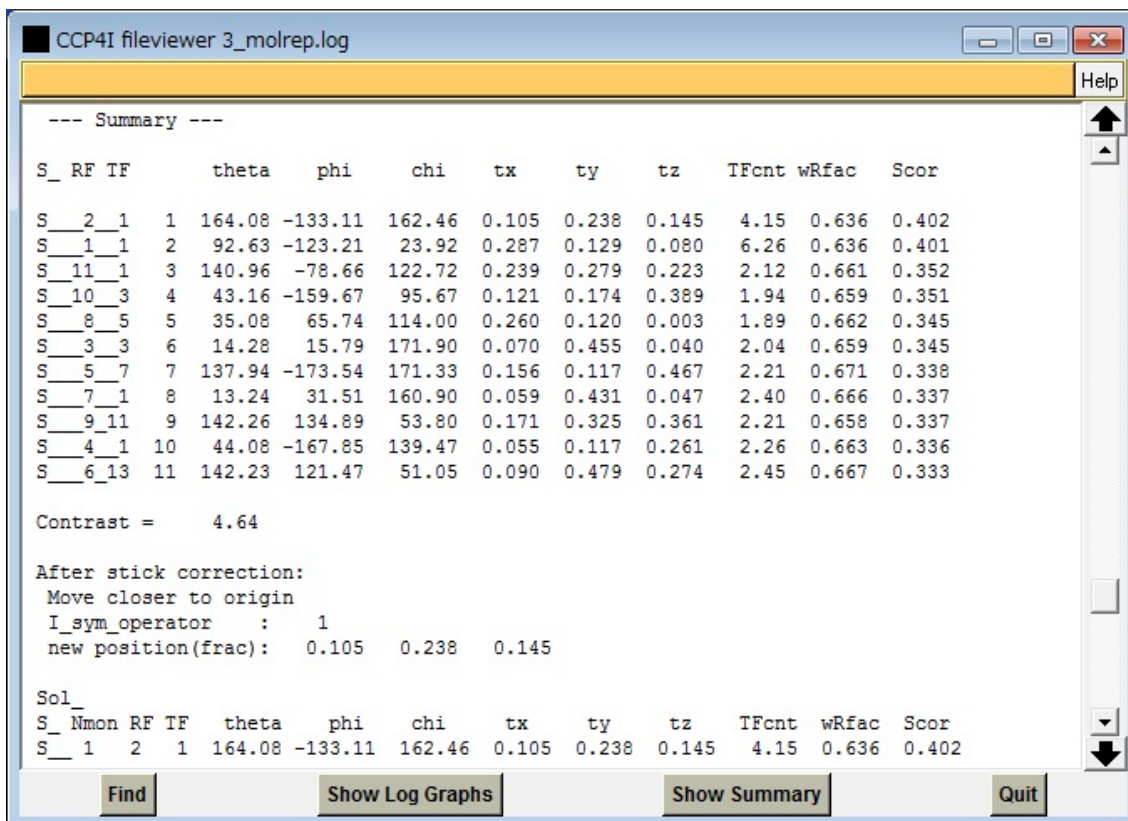 CCP4I fileviewer 3_molrep.log
Help
--- Summary ---
S_ RF TF theta phi chi tx ty tz TFcnt wRfac Scor
S___2__1 1 164.08 -133.11 162.46 0.105 0.238 0.145 4.15 0.636 0.402
S___1__1 2 92.63 -123.21 23.92 0.287 0.129 0.080 6.26 0.636 0.401
S__11__1 3 140.96 -78.66 122.72 0.239 0.279 0.223 2.12 0.661 0.352
S__10__3 4 43.16 -159.67 95.67 0.121 0.174 0.389 1.94 0.659 0.351
S___8__5 5 35.08 65.74 114.00 0.260 0.120 0.003 1.89 0.662 0.345
S___3__3 6 14.28 15.79 171.90 0.070 0.455 0.040 2.04 0.659 0.345
S___5__7 7 137.94 -173.54 171.33 0.156 0.117 0.467 2.21 0.671 0.338
S___7__1 8 13.24 31.51 160.90 0.059 0.431 0.047 2.40 0.666 0.337
S___9_11 9 142.26 134.89 53.80 0.171 0.325 0.361 2.21 0.658 0.337
S___4__1 10 44.08 -167.85 139.47 0.055 0.117 0.261 2.26 0.663 0.336
S___6_13 11 142.23 121.47 51.05 0.090 0.479 0.274 2.45 0.667 0.333
Contrast = 4.64
After stick correction:
Move closer to origin
I_sym_operator : 1
new position(frac): 0.105 0.238 0.145
Sol_
S_ Nmon RF TF theta phi chi tx ty tz TFcnt wRfac Scor
S__ 1 2 1 164.08 -133.11 162.46 0.105 0.238 0.145 4.15 0.636 0.402
Find Show Log Graphs Show Summary Quit